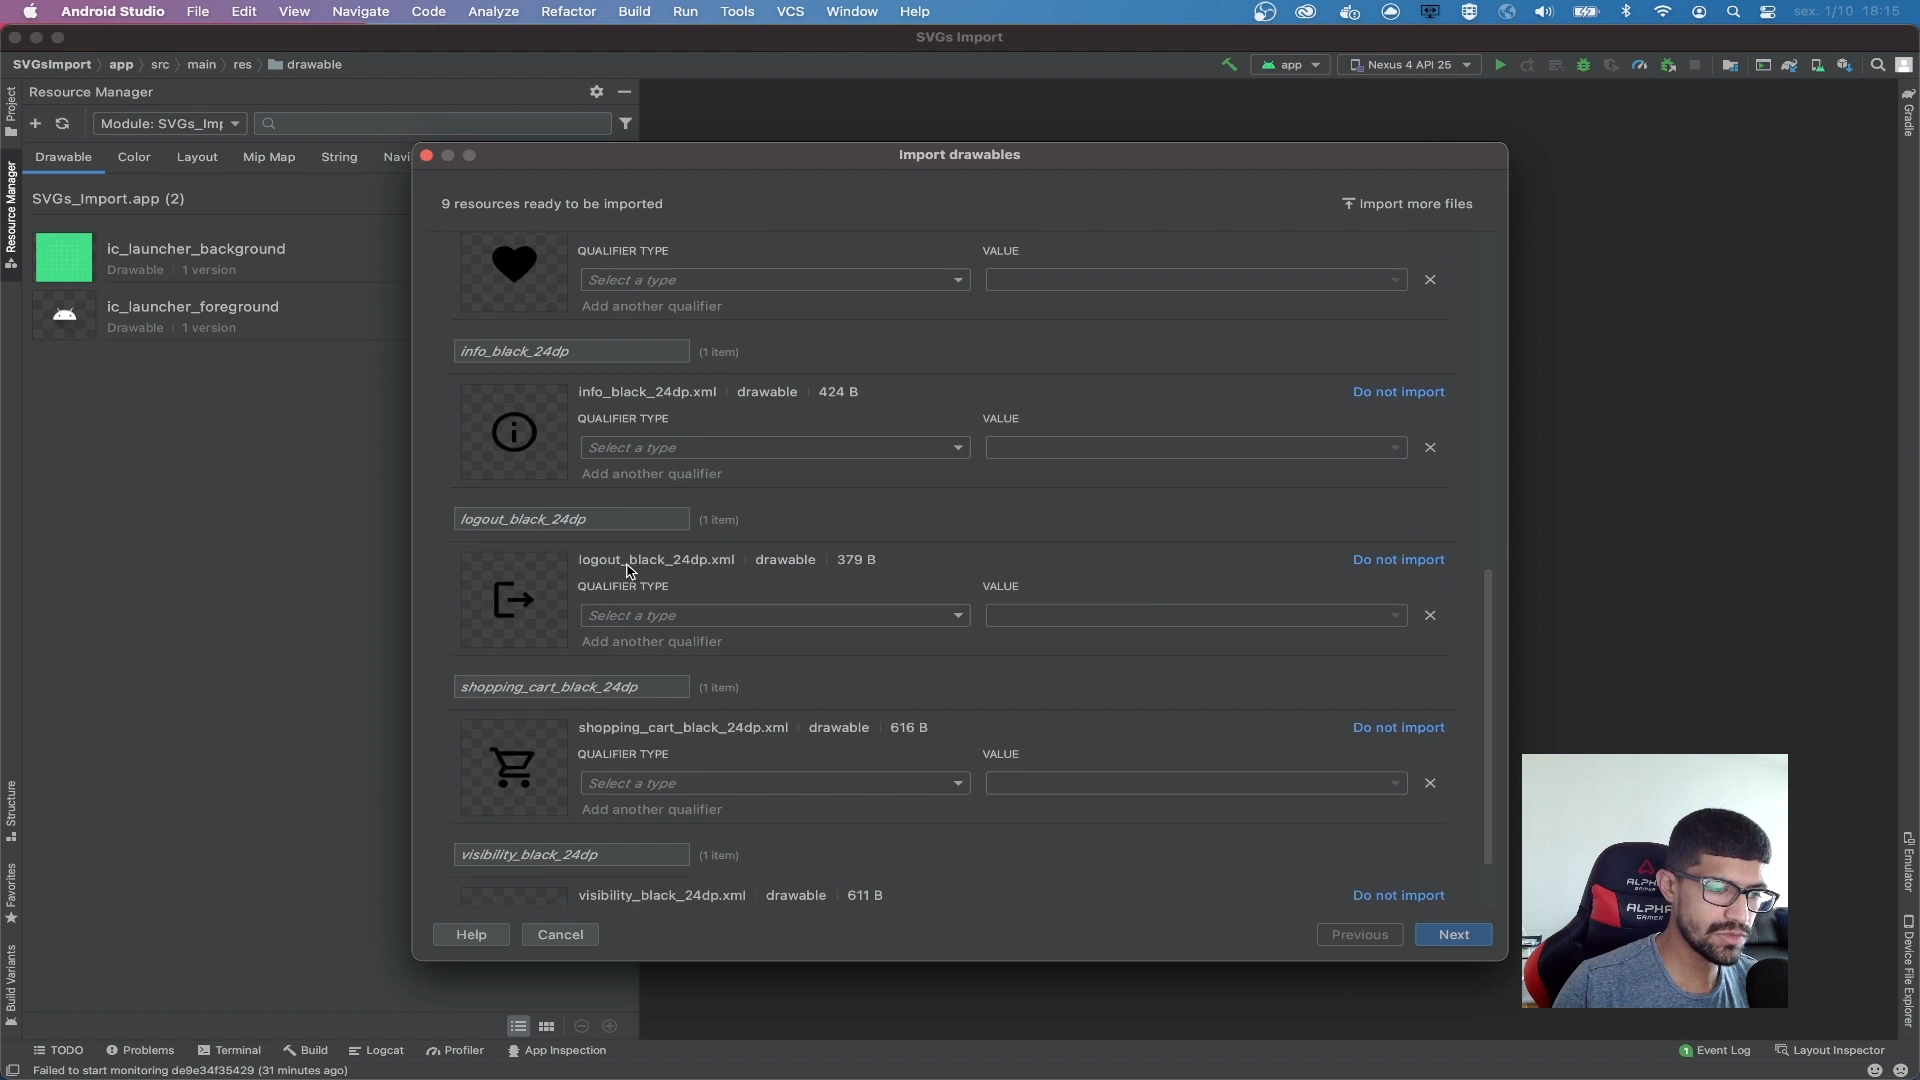 Android Studio File Edit View Navigate Code Analyze Refactor Build Run Tools VCS Window Help sex. 1/10 18:15
SVGs Import
SVGsImport app src main res drawable app Nexus 4 API 25
Resource Manager
Module: SVGs_Imp
Drawable Color Layout Mip Map String Navi
SVGs_Import.app (2)
ic_launcher_background
Drawable 1 version
ic_launcher_foreground
Drawable 1 version
Project
Resource Manager
Structure
Favorites
Build Variants
Import drawables
9 resources ready to be imported Import more files
QUALIFIER TYPE VALUE
Select a type
Add another qualifier
info_black_24dp (1 item)
info_black_24dp.xml drawable 424 B Do not import
QUALIFIER TYPE VALUE
Select a type
Add another qualifier
logout_black_24dp (1 item)
logout_black_24dp.xml drawable 379 B Do not import
QUALIFIER TYPE VALUE
Select a type
Add another qualifier
shopping_cart_black_24dp (1 item)
shopping_cart_black_24dp.xml drawable 616 B Do not import
QUALIFIER TYPE VALUE
Select a type
Add another qualifier
visibility_black_24dp (1 item)
visibility_black_24dp.xml drawable 611 B Do not import
Help Cancel Previous Next
Gradle
Emulator
Device File Explorer
ALPHA
GAMER
TODO Problems Terminal Build Logcat Profiler App Inspection 1 Event Log Layout Inspector
Failed to start monitoring de9e34f35429 (31 minutes ago)